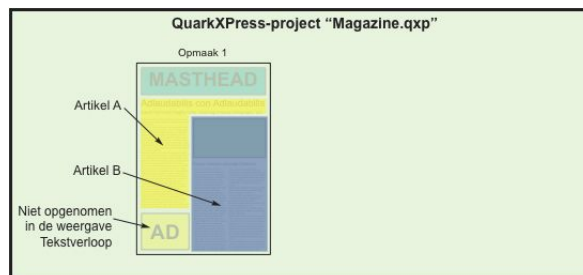 QuarkXPress-project “Magazine.qxp”
Opmaak 1
MASTHEAD
Artikel A
Artikel B
Niet opgenomen
in de weergave
Tekstverloop
AD